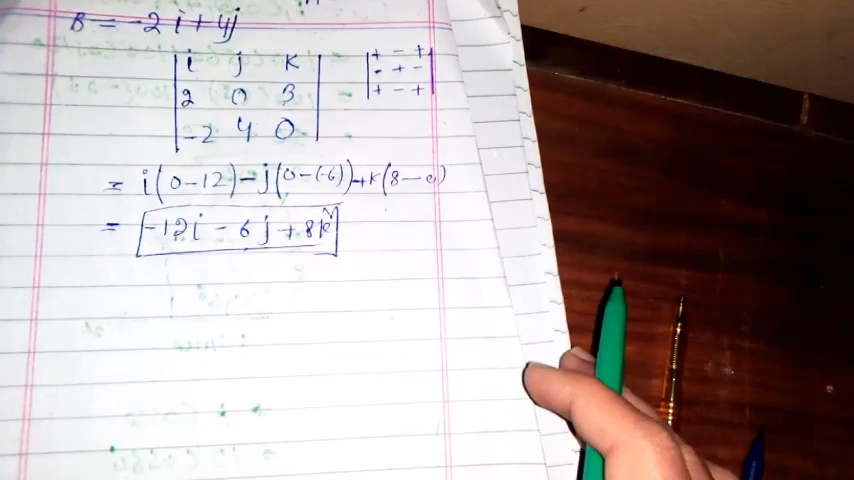 B = -2i + 4j
| i j k | | + - + |
| 2 0 3 | | - + - |
| -2 4 0 | | + - + |
= i(0-12) - j(0-(-6)) + k(8-0)
= -12i - 6j + 8k